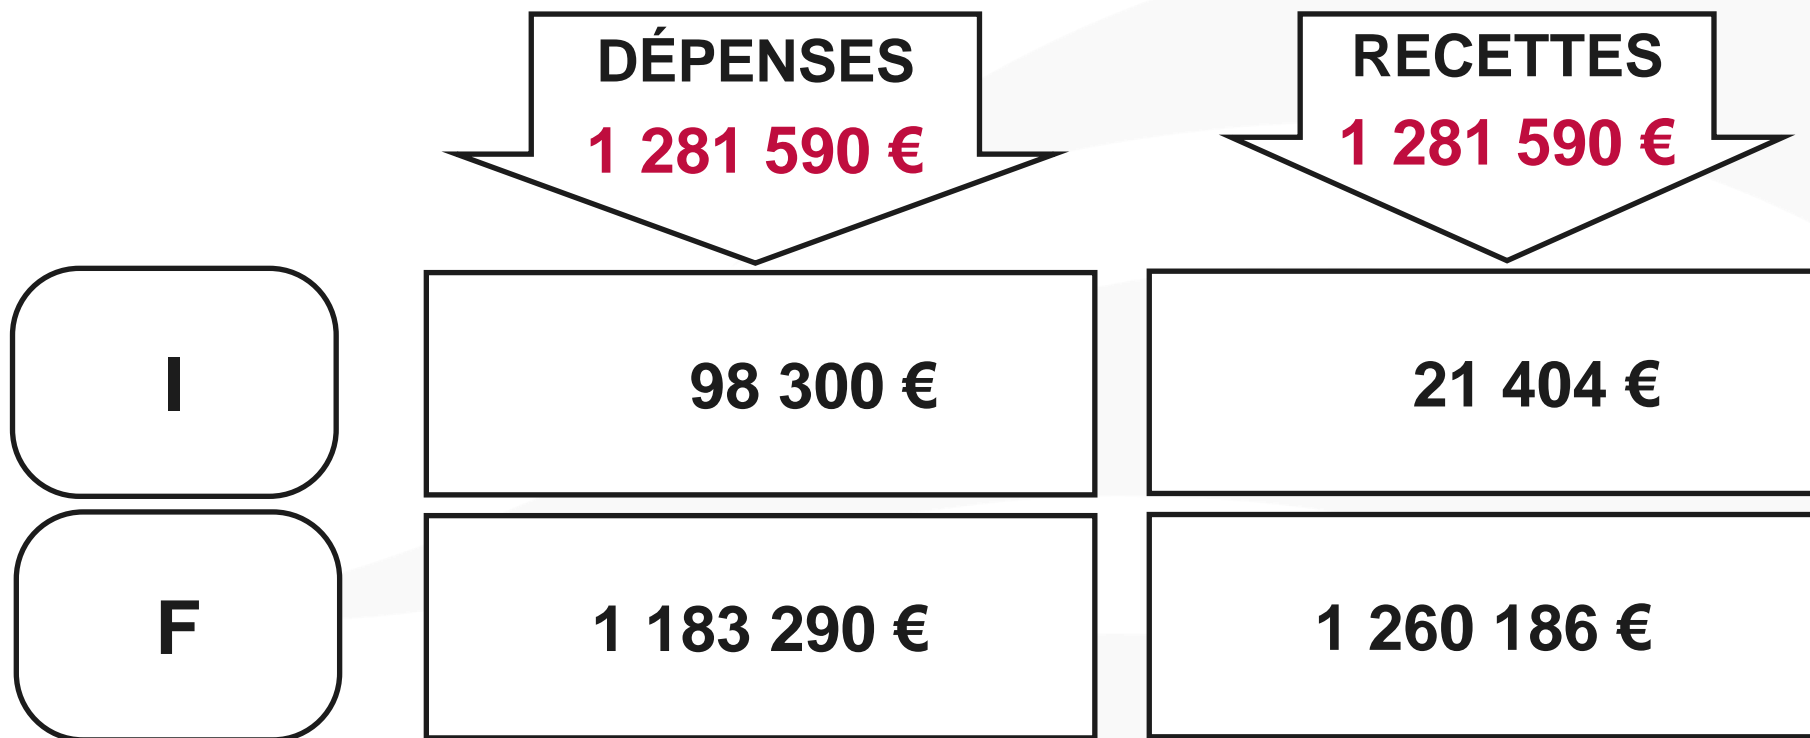 DÉPENSES
1 281 590 €
RECETTES
1 281 590 €
I
98 300 €
21 404 €
F
1 183 290 €
1 260 186 €